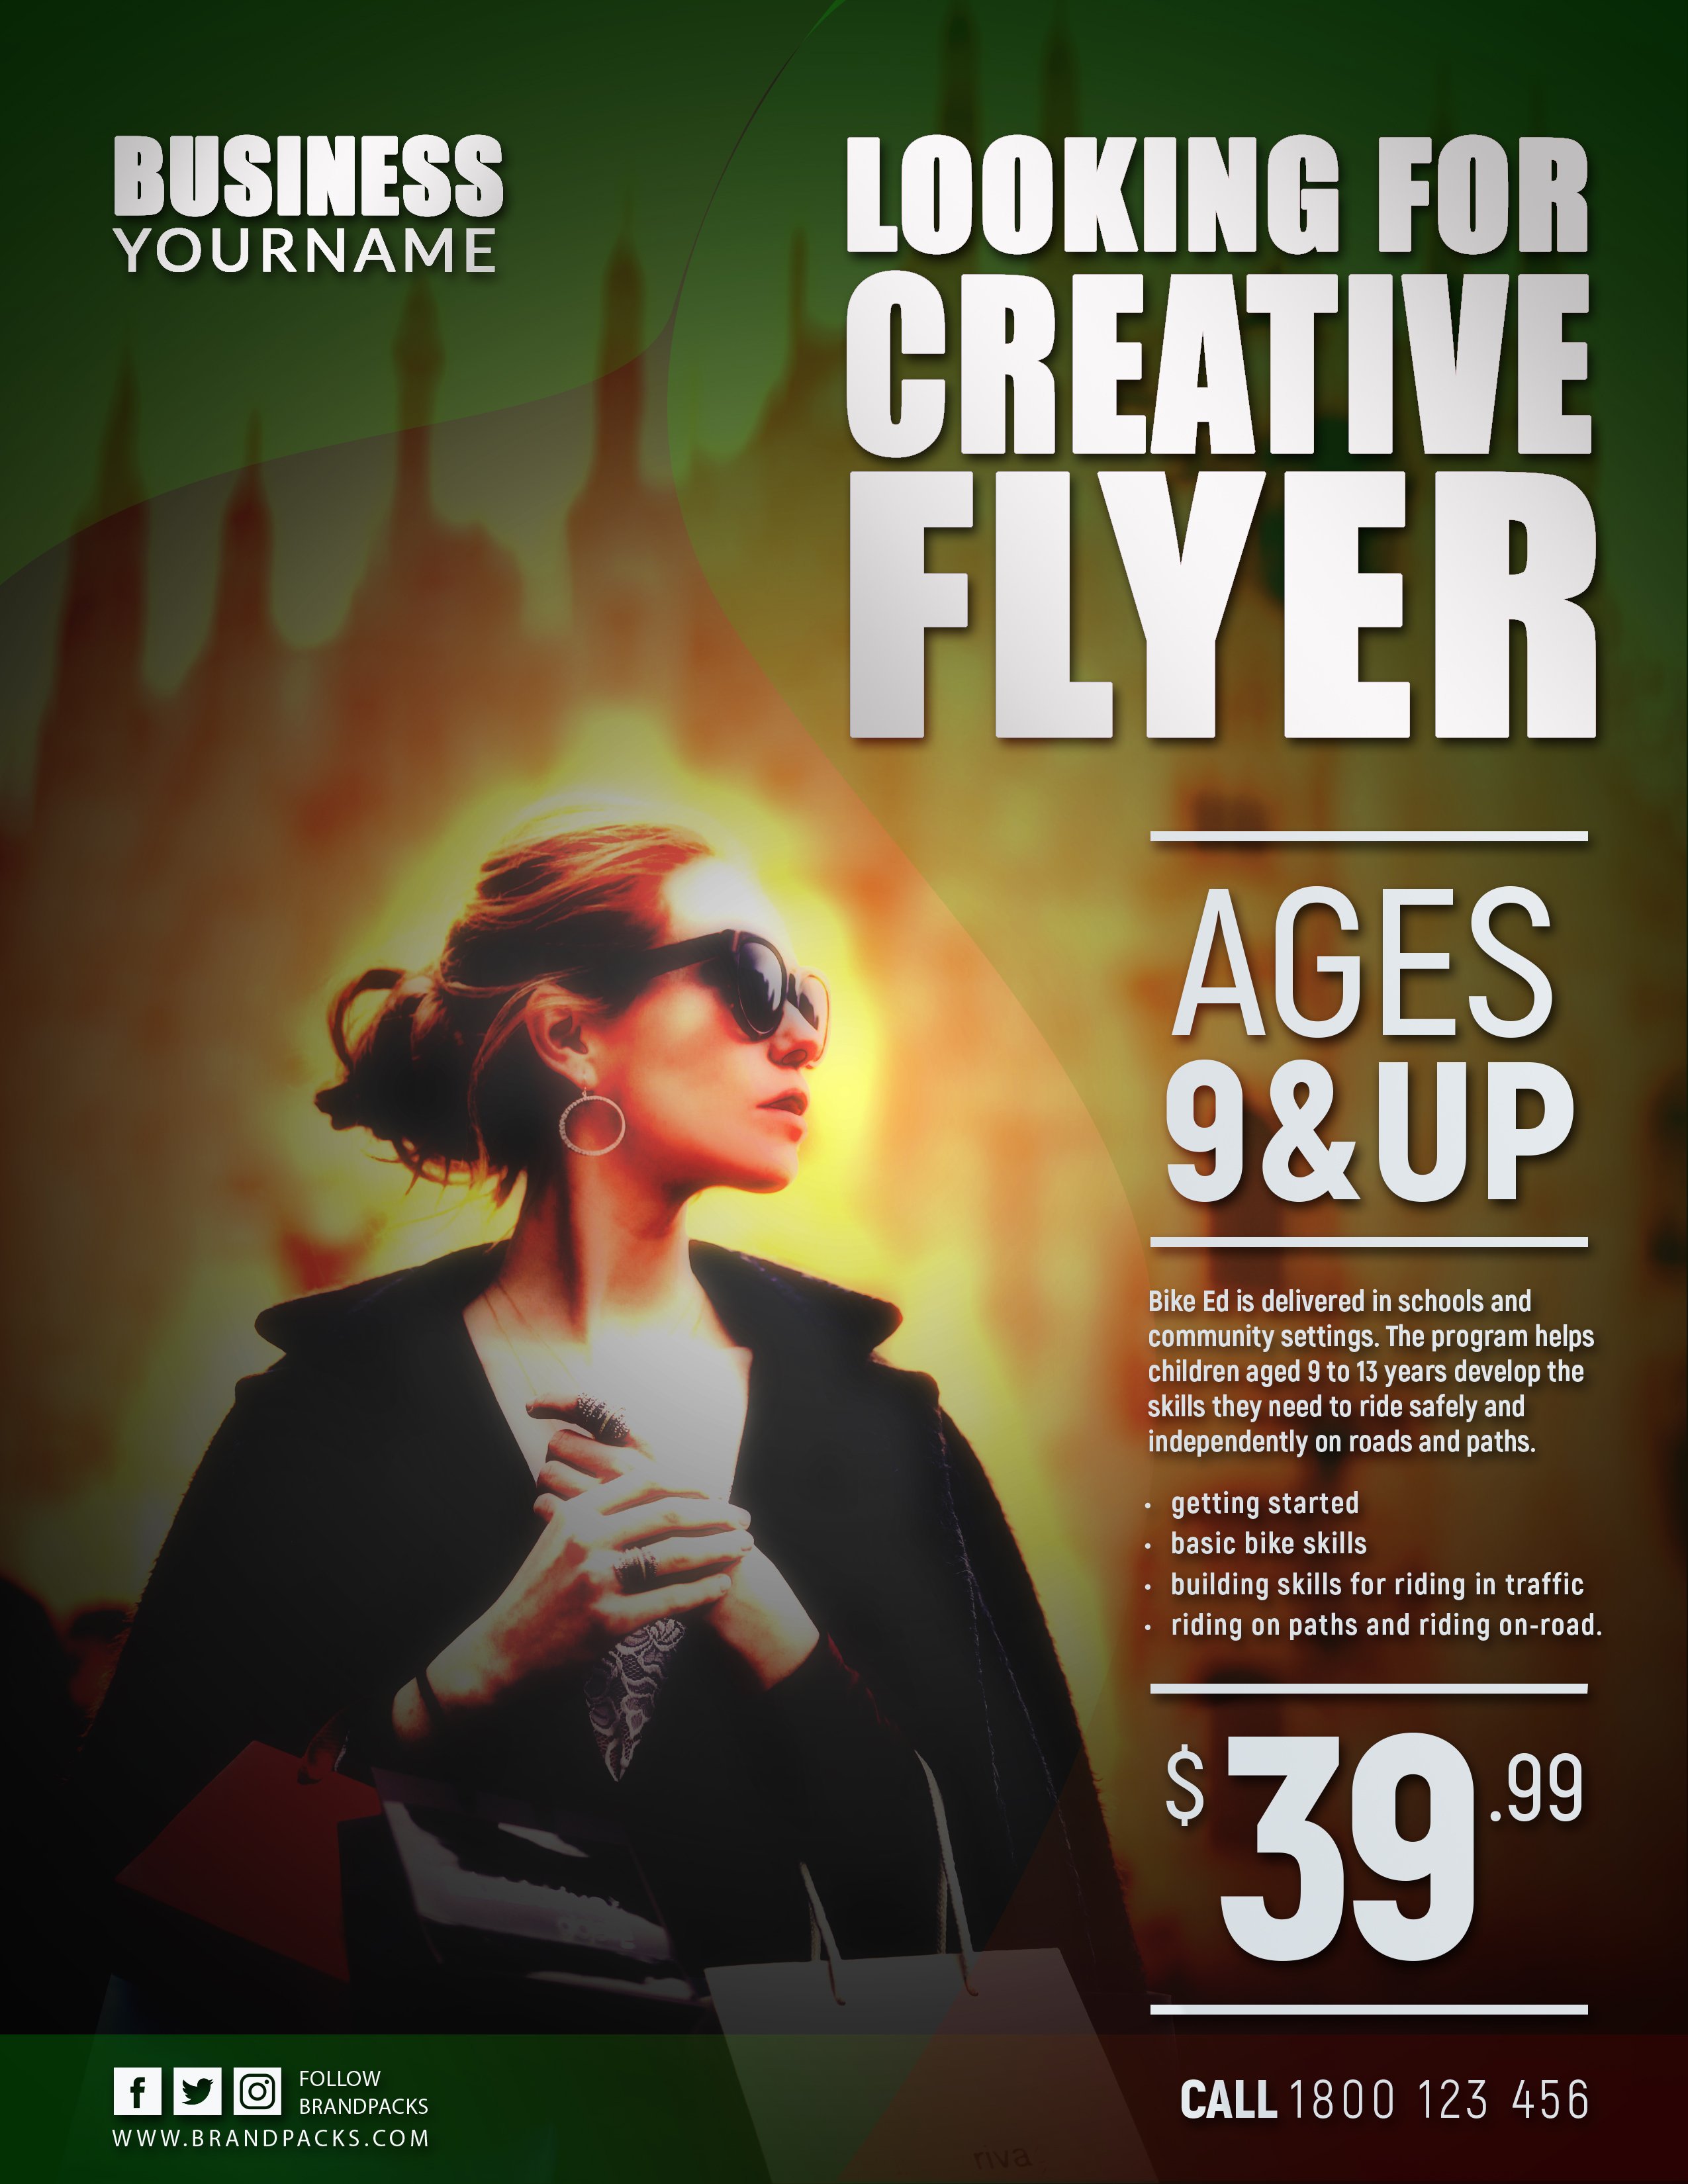 BUSINESS
YOURNAME
LOOKING FOR
CREATIVE
FLYER
AGES
9&UP
Bike Ed is delivered in schools and
community settings. The program helps
children aged 9 to 13 years develop the
skills they need to ride safely and
independently on roads and paths.
• getting started
• basic bike skills
• building skills for riding in traffic
• riding on paths and riding on-road.
$39.99
FOLLOW
BRANDPACKS
WWW.BRANDPACKS.COM
CALL 1800 123 456
riva